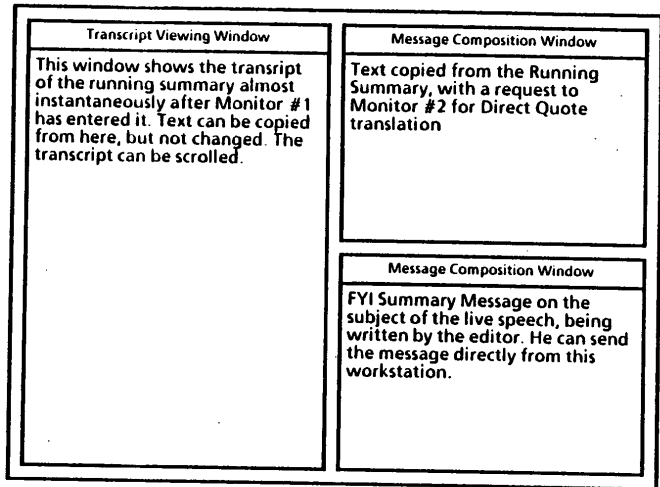 Transcript Viewing Window
This window shows the transript
of the running summary almost
instantaneously after Monitor #1
has entered it. Text can be copied
from here, but not changed. The
transcript can be scrolled.
Message Composition Window
Text copied from the Running
Summary, with a request to
Monitor #2 for Direct Quote
translation
Message Composition Window
FYI Summary Message on the
subject of the live speech, being
written by the editor. He can send
the message directly from this
workstation.